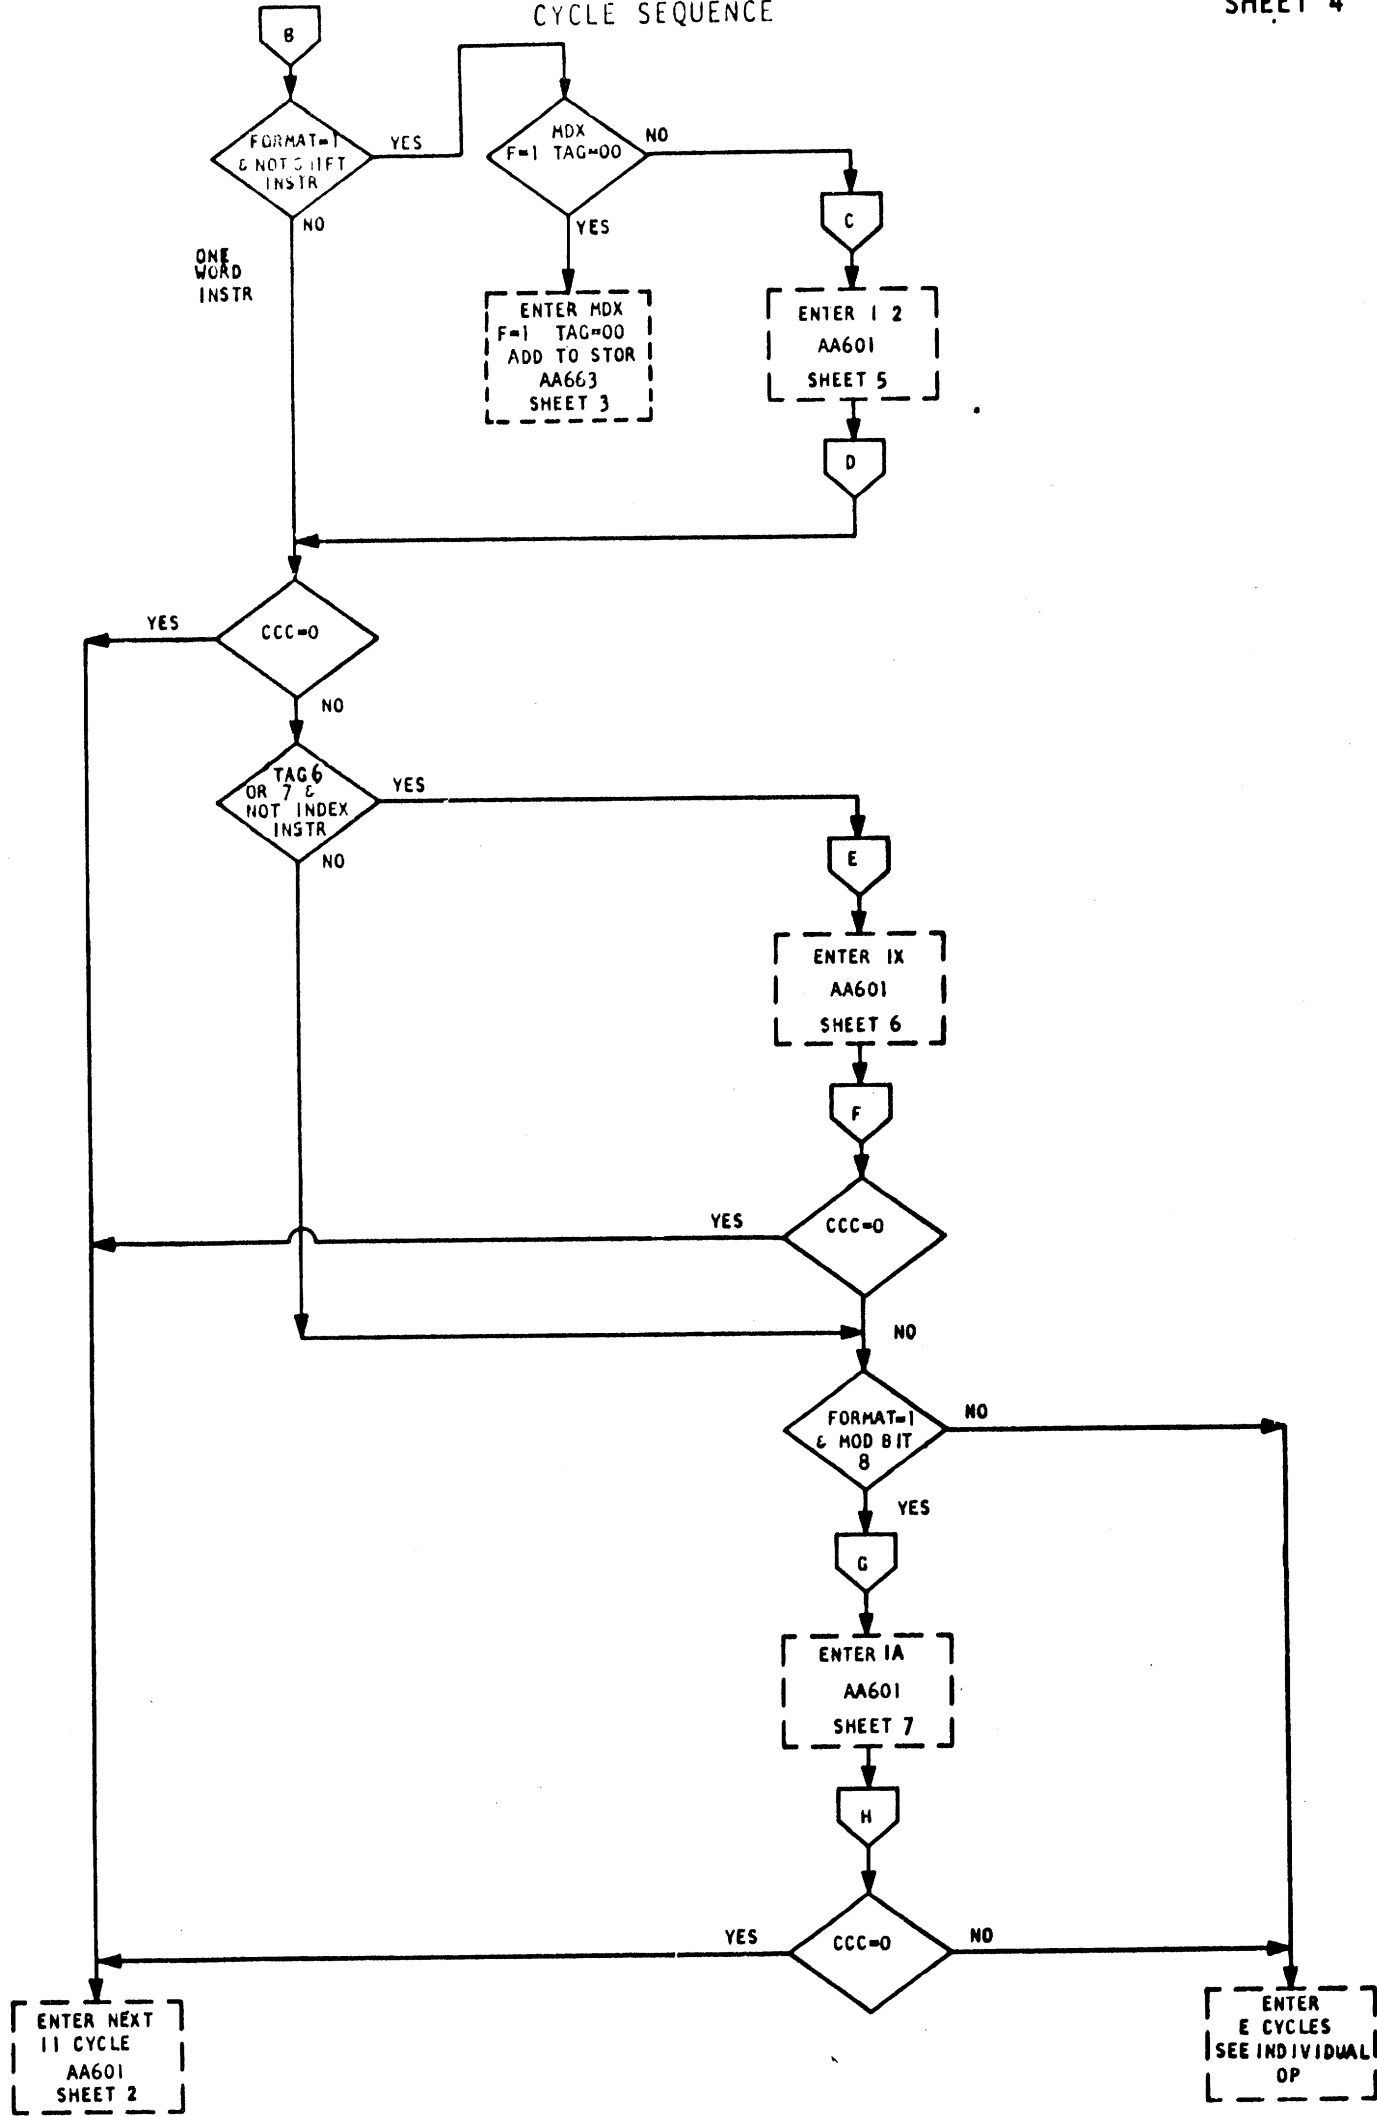 CYCLE SEQUENCE
SHEET 4
B
FORMAT=1
& NOT SHIFT
INSTR
YES
NO
MDX
F=1 TAG=00
NO
YES
C
ONE
WORD
INSTR
ENTER MDX
F=1 TAG=00
ADD TO STOR
AA663
SHEET 3
ENTER I 2
AA601
SHEET 5
D
CCC=0
YES
NO
TAG 6
OR 7 &
NOT INDEX
INSTR
YES
NO
E
ENTER IX
AA601
SHEET 6
F
CCC=0
YES
NO
FORMAT=1
& MOD BIT
8
NO
YES
G
ENTER IA
AA601
SHEET 7
H
CCC=0
YES
NO
ENTER NEXT
I1 CYCLE
AA601
SHEET 2
ENTER
E CYCLES
SEE INDIVIDUAL
OP